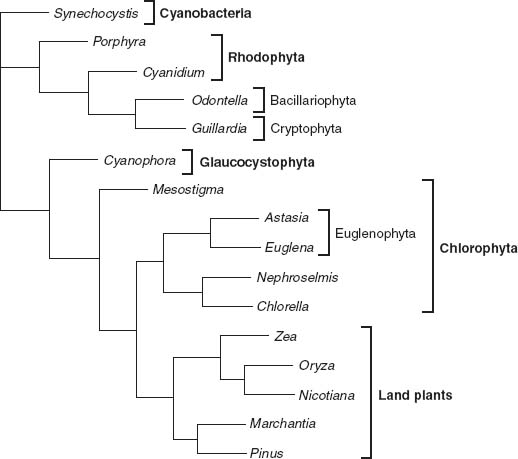 Synechocystis Cyanobacteria
Porphyra
Rhodophyta
Cyanidium
Odontella Bacillariophyta
Guillardia Cryptophyta
Cyanophora Glaucocystophyta
Mesostigma
Astasia
Euglenophyta
Euglena
Chlorophyta
Nephroselmis
Chlorella
Zea
Oryza
Nicotiana Land plants
Marchantia
Pinus